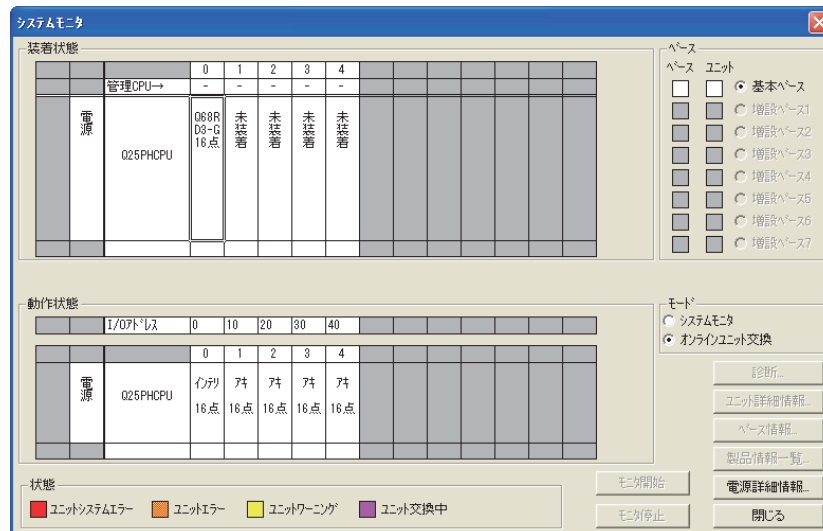 システムモニタ
装着状態
0 1 2 3 4
管理CPU→ - - - - -
電源
Q25PHCPU
Q68R
D3-G
16点
未装着
未装着
未装着
未装着
ベース
ベース ユニット
基本ベース
増設ベース1
増設ベース2
増設ベース3
増設ベース4
増設ベース5
増設ベース6
増設ベース7
動作状態
I/Oアドレス 0 10 20 30 40
0 1 2 3 4
電源
Q25PHCPU
インテリ アキ アキ アキ アキ
16点 16点 16点 16点 16点
モード
システムモニタ
オンラインユニット交換
診断...
ユニット詳細情報...
ベース情報...
製品情報一覧...
電源詳細情報...
閉じる
モニタ開始
モニタ停止
状態
ユニットシステムエラー ユニットエラー ユニットワーニング ユニット交換中